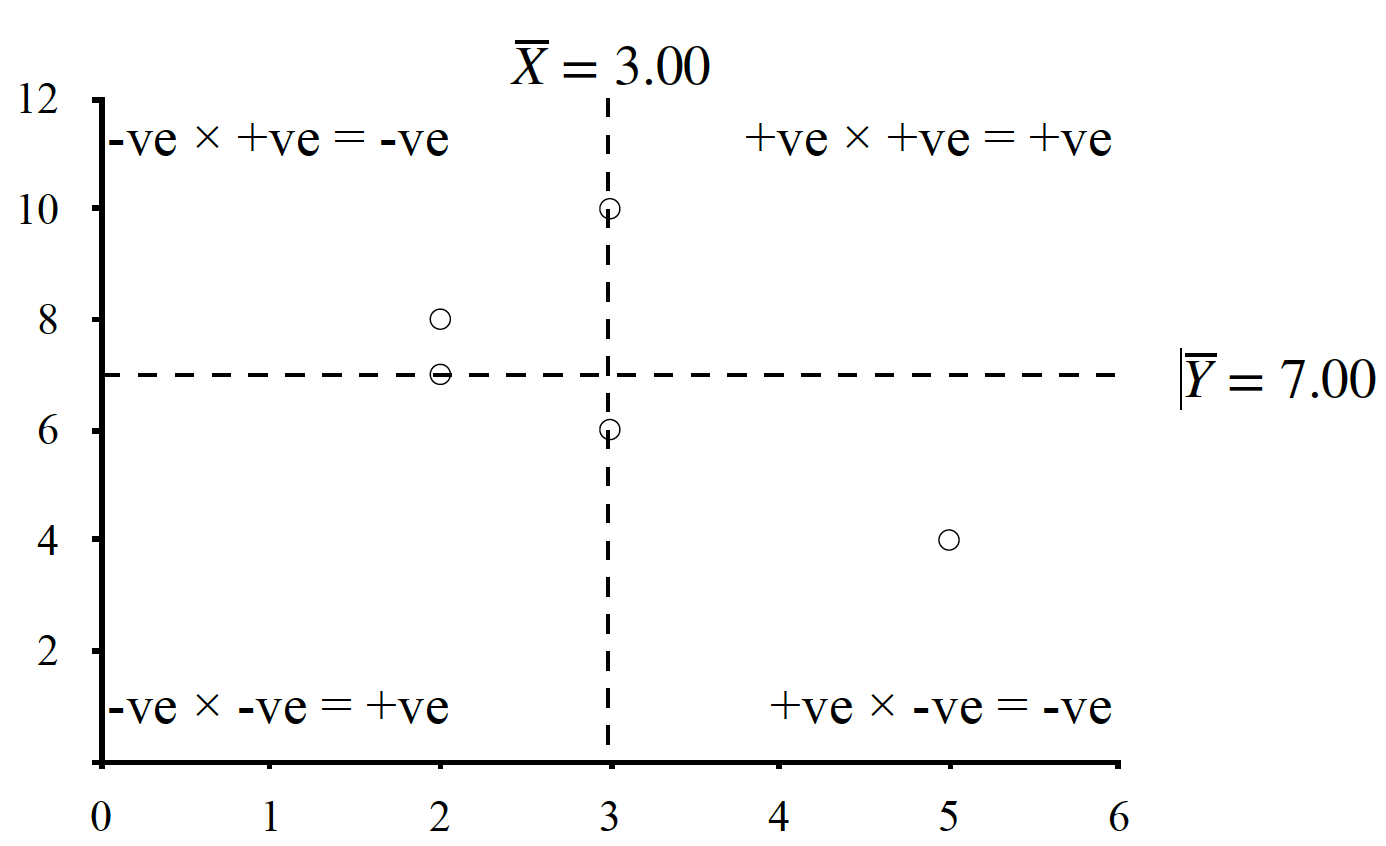 X̅ = 3.00
12
-ve × +ve = -ve
+ve × +ve = +ve
10
8
Y̅ = 7.00
6
4
2
-ve × -ve = +ve
+ve × -ve = -ve
0 1 2 3 4 5 6